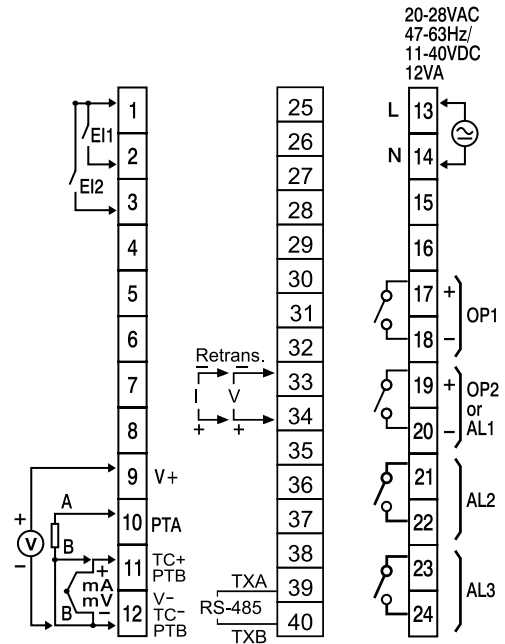 20-28VAC
47-63Hz/
11-40VDC
12VA
1
2
3
4
5
6
7
8
9
10
11
12
EI1
EI2
V+
PTA
TC+
PTB
V-
TC-
PTB
A
B
B
+
V
-
+
mA
mV
-
25
26
27
28
29
30
31
32
33
34
35
36
37
38
39
40
Retrans.
- -
I V
+ +
TXA
RS-485
TXB
L 13
N 14
15
16
17 +
18 -
OP1
19 +
20 -
OP2
or
AL1
21
22
AL2
23
24
AL3